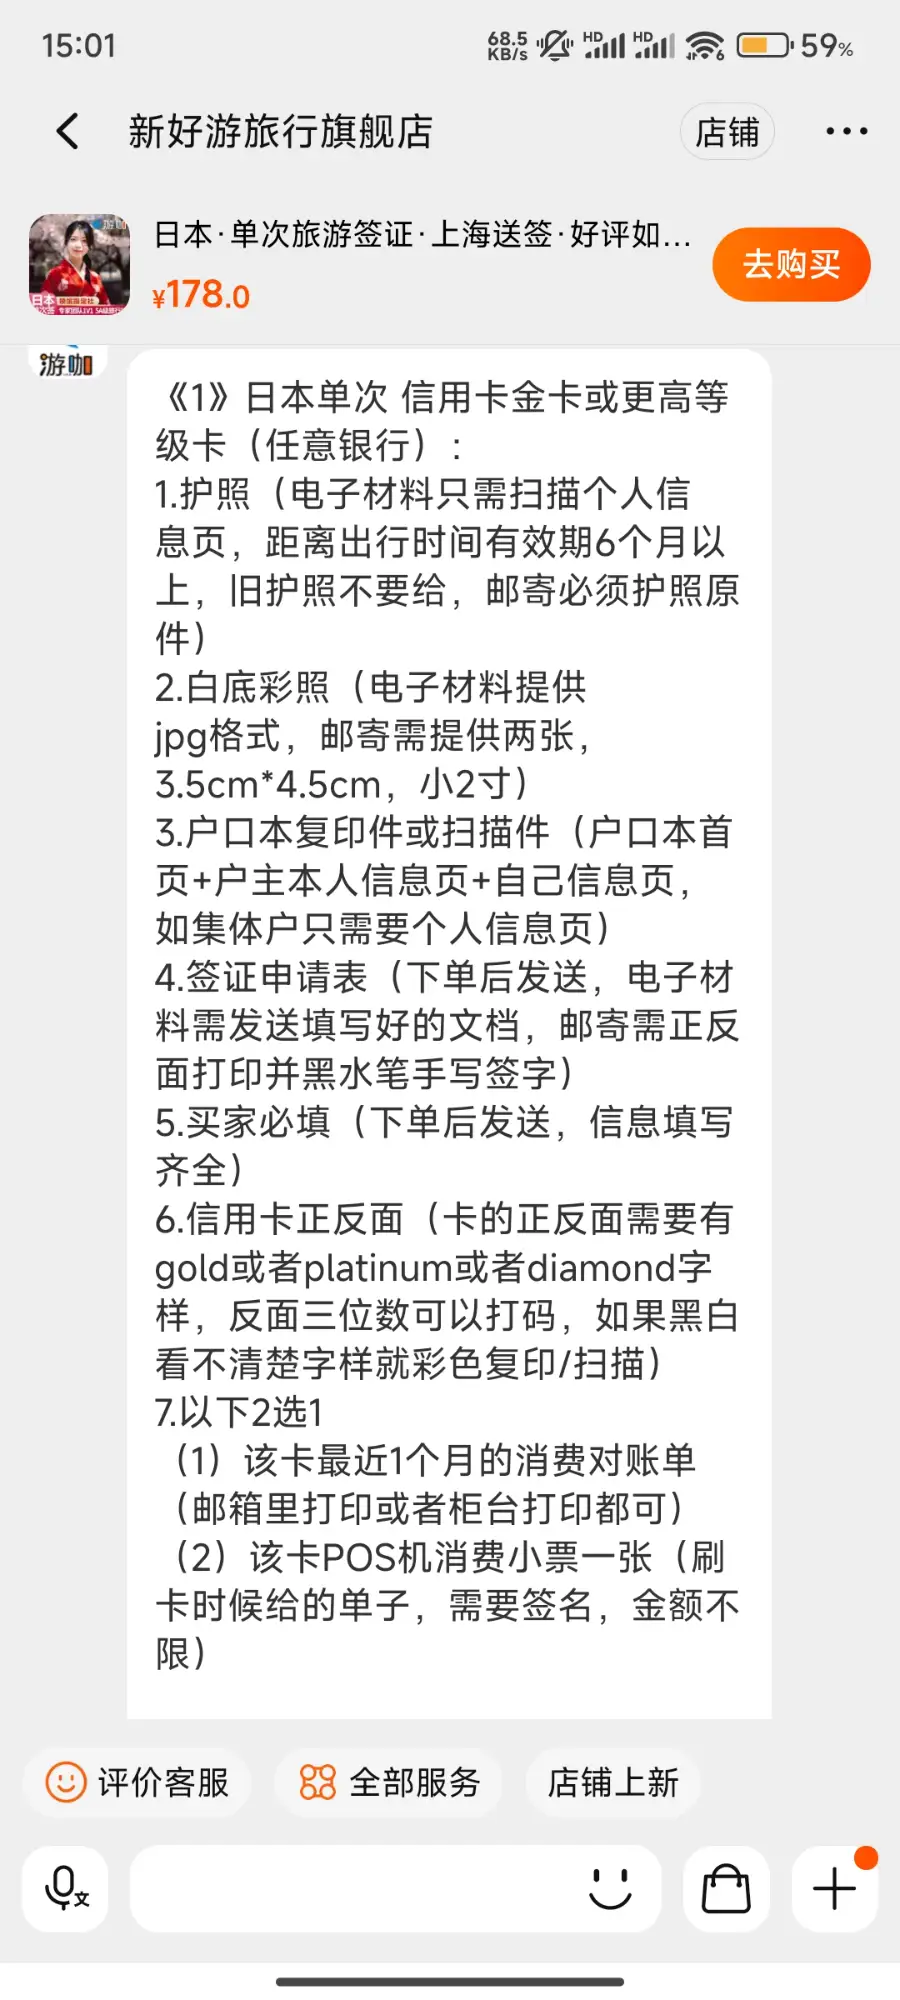 15:01
68.5 KB/s HD HD 6 59%
新好游旅行旗舰店
店铺
日本·单次旅游签证·上海送签·好评如...
¥178.0
去购买
游咖
日本
游咖
《1》日本单次 信用卡金卡或更高等
级卡（任意银行）：
1.护照（电子材料只需扫描个人信
息页，距离出行时间有效期6个月以
上，旧护照不要给，邮寄必须护照原
件）
2.白底彩照（电子材料提供
jpg格式，邮寄需提供两张，
3.5cm*4.5cm，小2寸）
3.户口本复印件或扫描件（户口本首
页+户主本人信息页+自己信息页，
如集体户只需要个人信息页）
4.签证申请表（下单后发送，电子材
料需发送填写好的文档，邮寄需正反
面打印并黑水笔手写签字）
5.买家必填（下单后发送，信息填写
齐全）
6.信用卡正反面（卡的正反面需要有
gold或者platinum或者diamond字
样，反面三位数可以打码，如果黑白
看不清楚字样就彩色复印/扫描）
7.以下2选1
（1）该卡最近1个月的消费对账单
（邮箱里打印或者柜台打印都可）
（2）该卡POS机消费小票一张（刷
卡时候给的单子，需要签名，金额不
限）
评价客服
全部服务
店铺上新
文